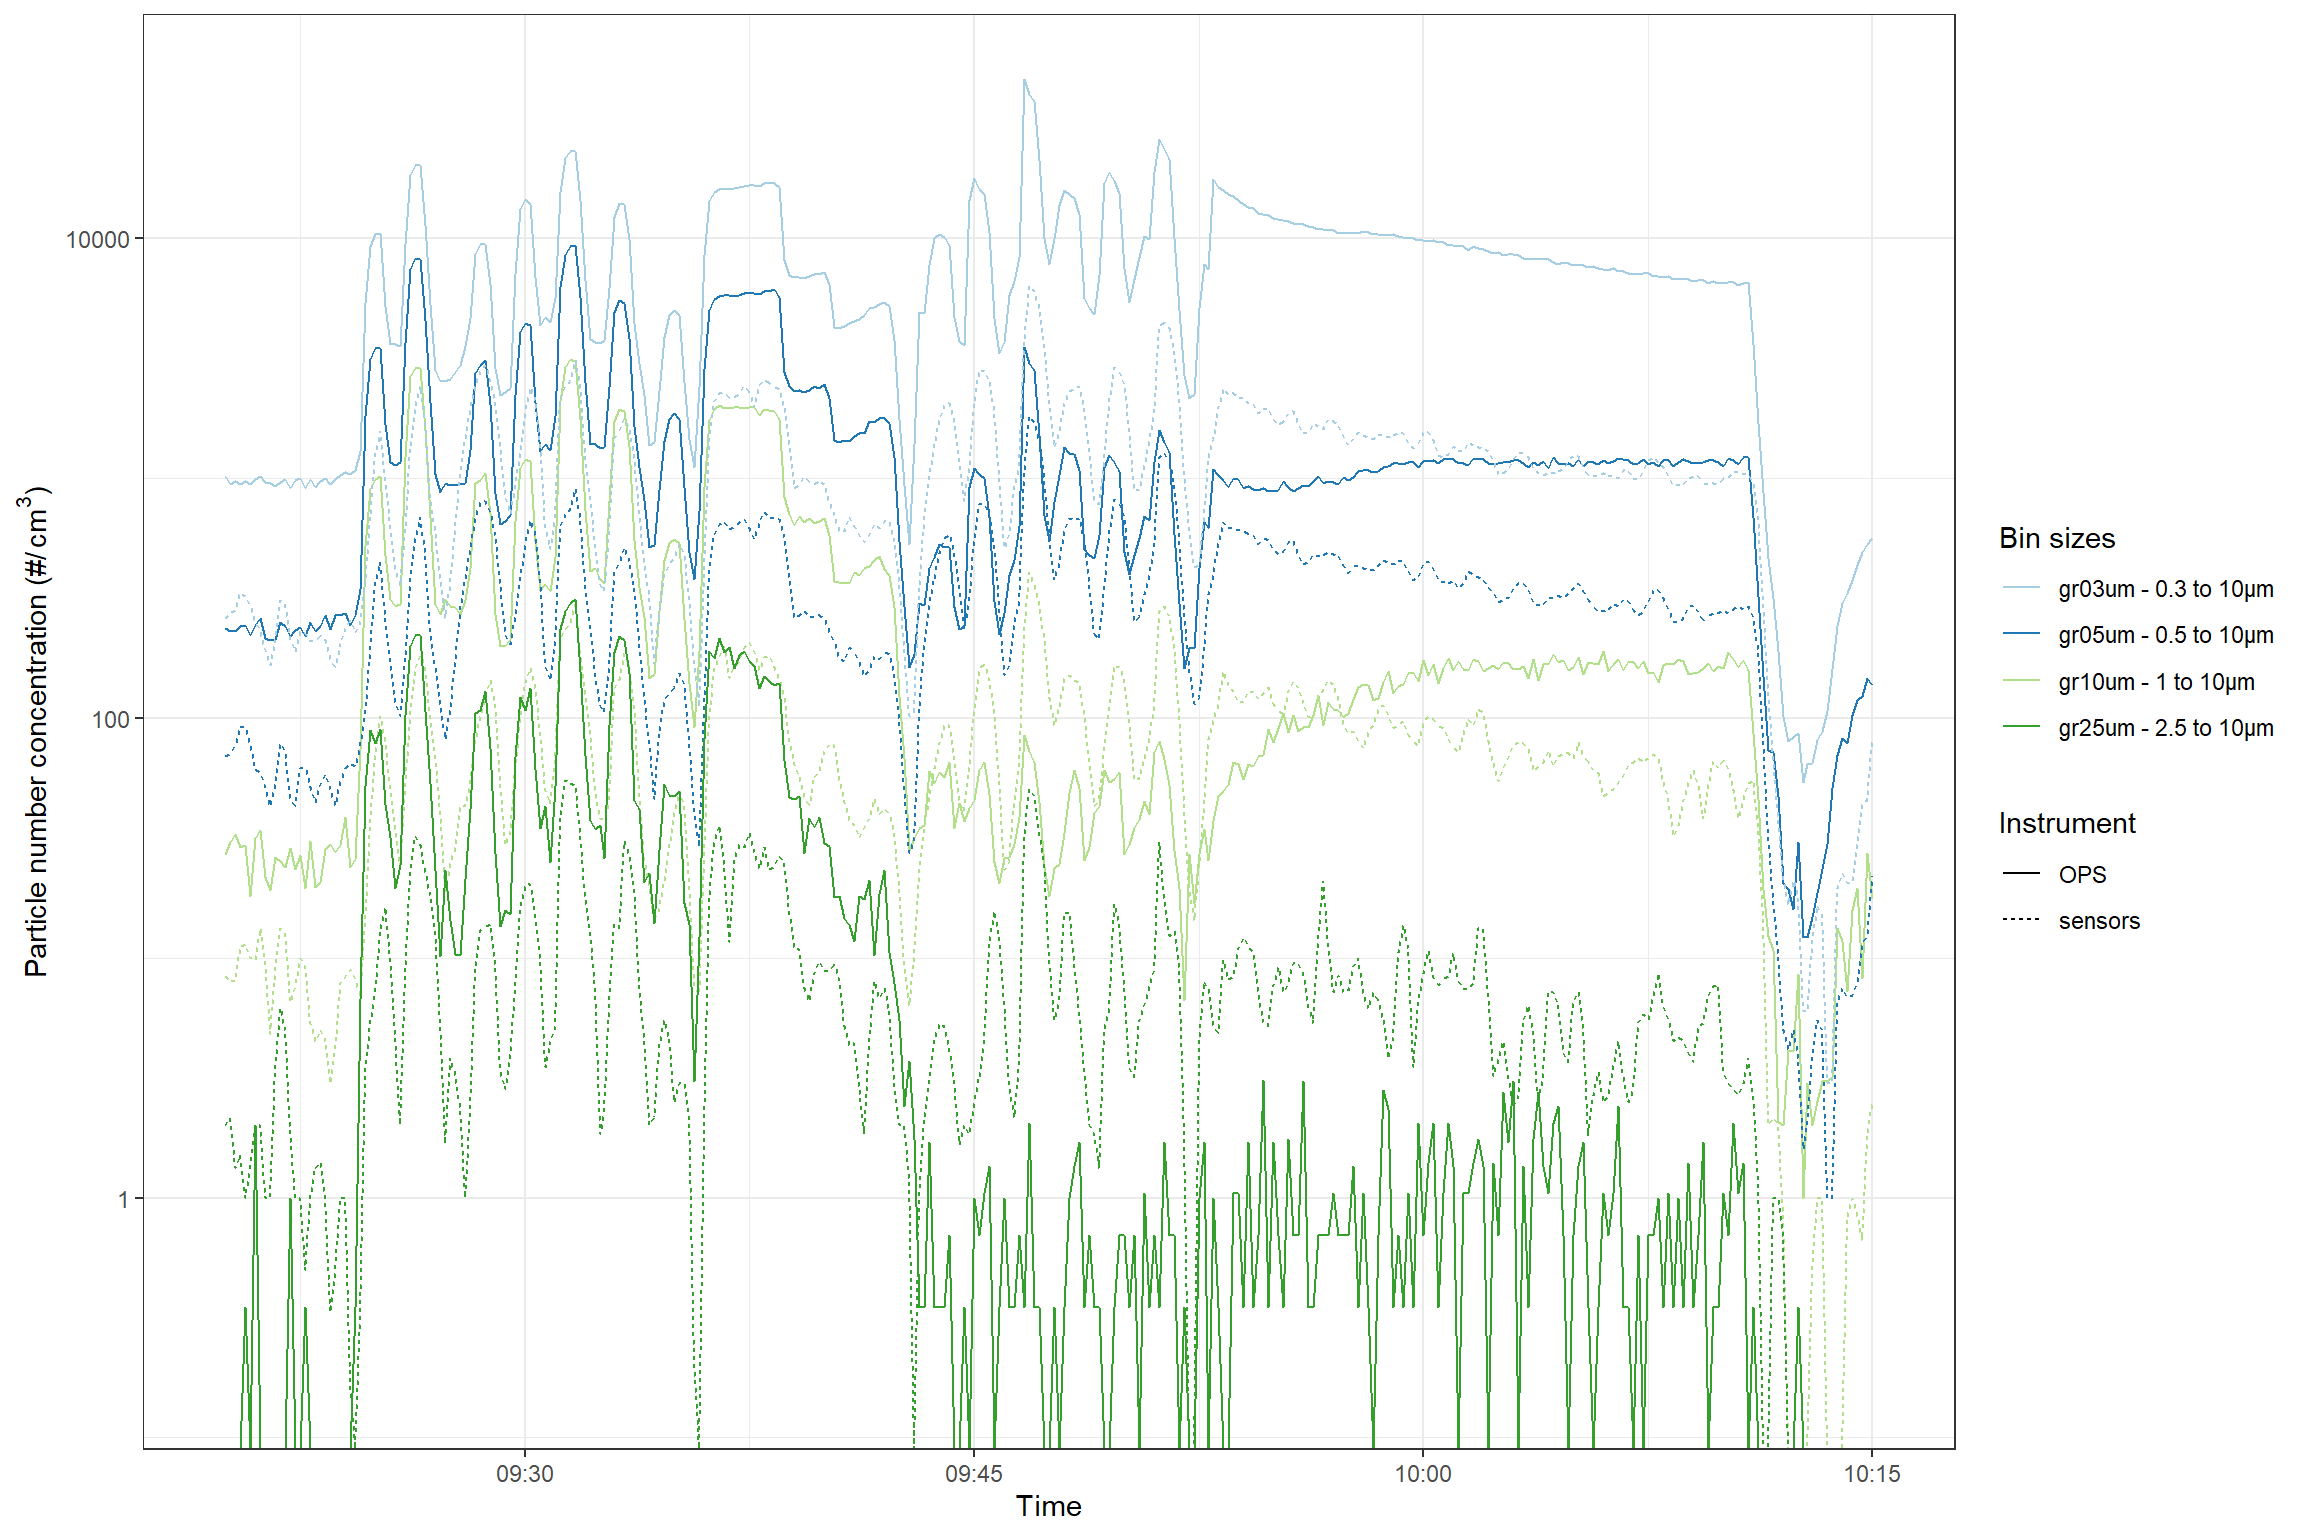 Particle number concentration (#/cm³)
10000
100
1
09:30
09:45
10:00
10:15
Time
Bin sizes
gr03um - 0.3 to 10µm
gr05um - 0.5 to 10µm
gr10um - 1 to 10µm
gr25um - 2.5 to 10µm
Instrument
OPS
sensors